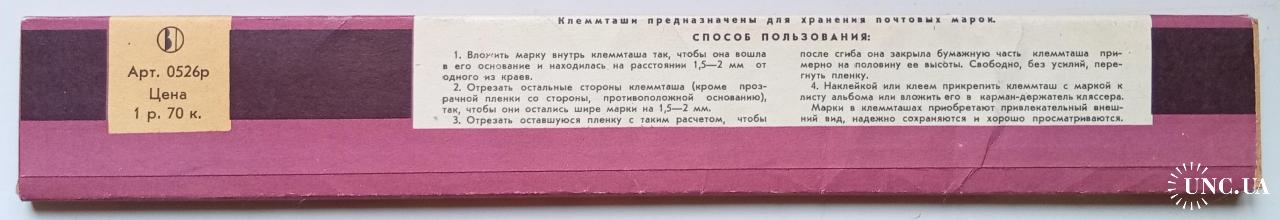 Арт. 0526р
Цена
1 р. 70 к.
Клеммташи предназначены для хранения почтовых марок.
СПОСОБ ПОЛЬЗОВАНИЯ:
1. Вложить марку внутрь клеммташа так, чтобы она вошла
в его основание и находилась на расстоянии 1,5—2 мм от
одного из краев.
2. Отрезать остальные стороны клеммташа (кроме проз-
рачной пленки со стороны, противоположной основанию),
так, чтобы они остались шире марки на 1,5—2 мм.
3. Отрезать оставшуюся пленку с таким расчетом, чтобы
после сгиба она закрыла бумажную часть клеммташа при-
мерно на половину ее высоты. Свободно, без усилий, пере-
гнуть пленку.
4. Наклейкой или клеем прикрепить клеммташ с маркой к
листу альбома или вложить его в карман-держатель кляссера.
Марки в клеммташах приобретают привлекательный внеш-
ний вид, надежно сохраняются и хорошо просматриваются.
UNC.UA